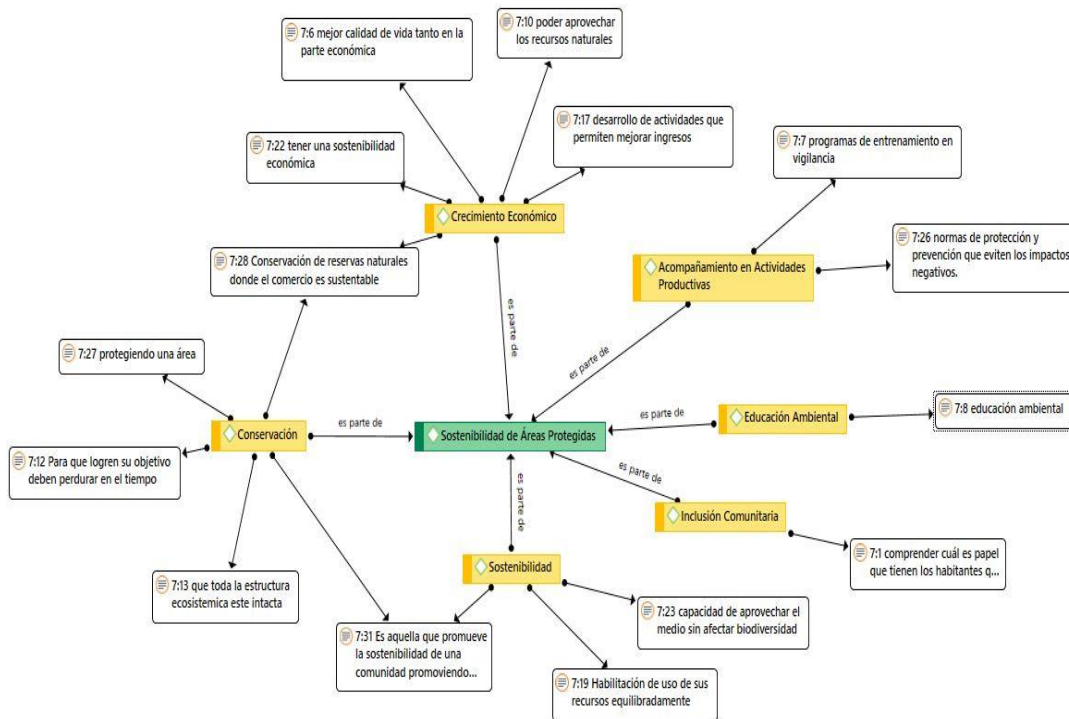 7:6 mejor calidad de vida tanto en la
parte económica
7:10 poder aprovechar
los recursos naturales
7:22 tener una sostenibilidad
económica
7:17 desarrollo de actividades que
permiten mejorar ingresos
7:7 programas de entrenamiento en
vigilancia
Crecimiento Económico
7:28 Conservación de reservas naturales
donde el comercio es sustentable
Acompañamiento en Actividades
Productivas
7:26 normas de protección y
prevención que eviten los impactos
negativos.
es parte de
es parte de
7:27 protegiendo una área
Conservación
es parte de
Sostenibilidad de Áreas Protegidas
es parte de
Educación Ambiental
7:8 educación ambiental
7:12 Para que logren su objetivo
deben perdurar en el tiempo
es parte de
es parte de
Inclusión Comunitaria
7:1 comprender cuál es papel
que tienen los habitantes q...
Sostenibilidad
7:13 que toda la estructura
ecosistemica este intacta
7:31 Es aquella que promueve
la sostenibilidad de una
comunidad promoviendo...
7:23 capacidad de aprovechar el
medio sin afectar biodiversidad
7:19 Habilitación de uso de sus
recursos equilibradamente